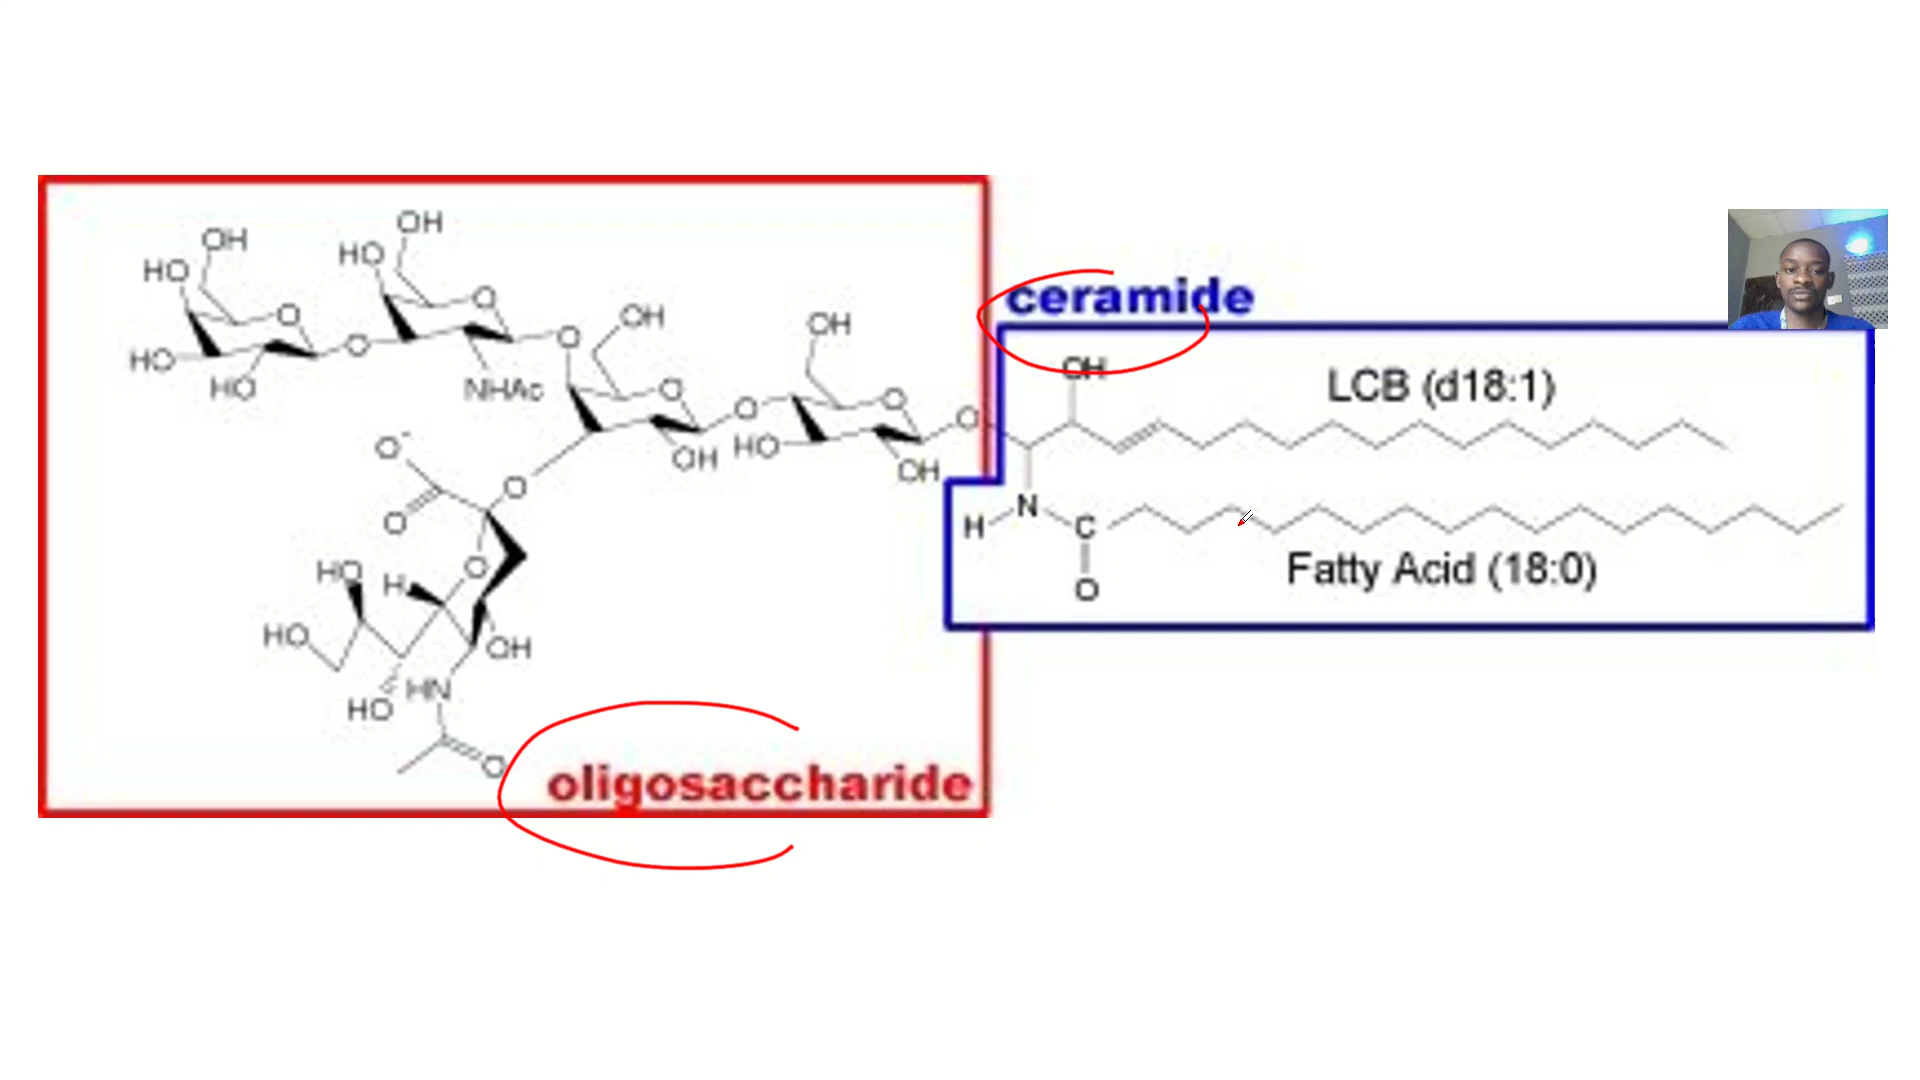 OH
OH
HO
HO
O
O
OH
OH
ceramide
O
O
HO
HO
NHAc
O
O
O
O
OH
LCB (d18:1)
O⁻
OH
HO
OH
O
O
H
N
C
O
Fatty Acid (18:0)
O
HO
H
HO
OH
HN
HO
O
oligosaccharide